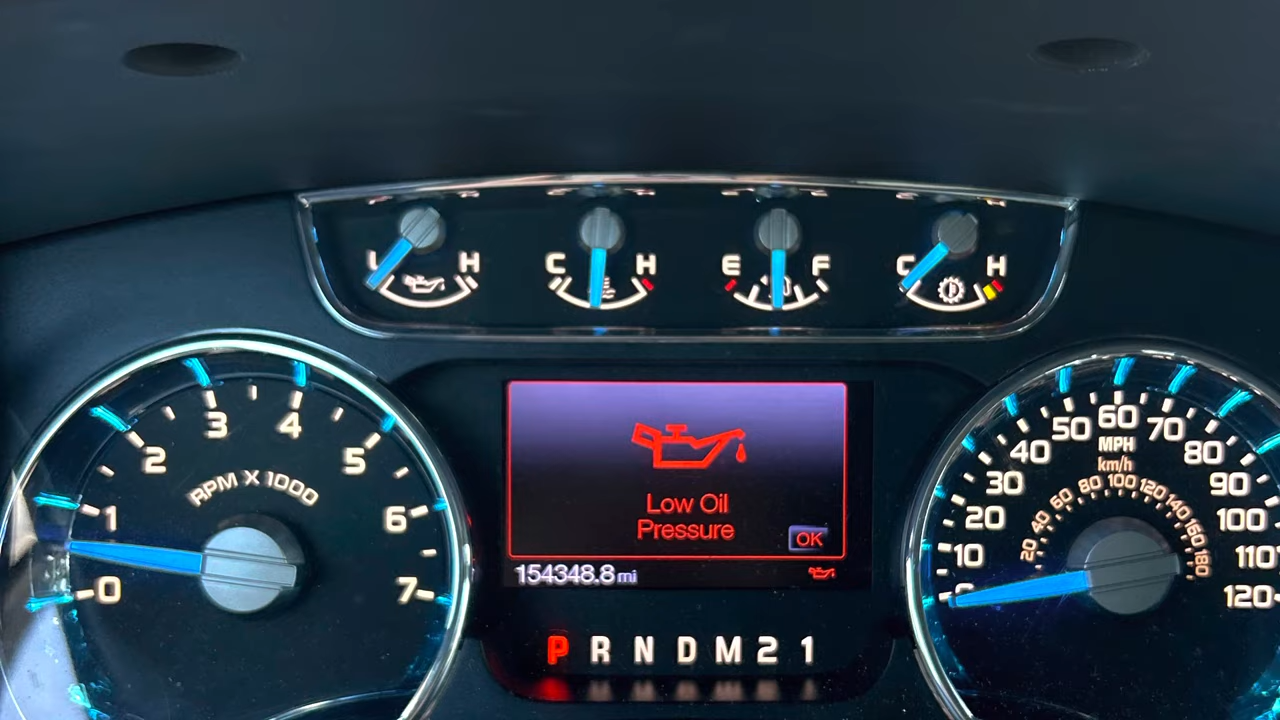 L H
C H
E F
C H
0 1 2 3 4 5 6 7
RPM X 1000
Low Oil
Pressure
OK
154348.8 mi
P R N D M 2 1
10 20 30 40 50 60 70 80 90 100 110 120
MPH
km/h
20 40 60 80 100 120 140 160 180